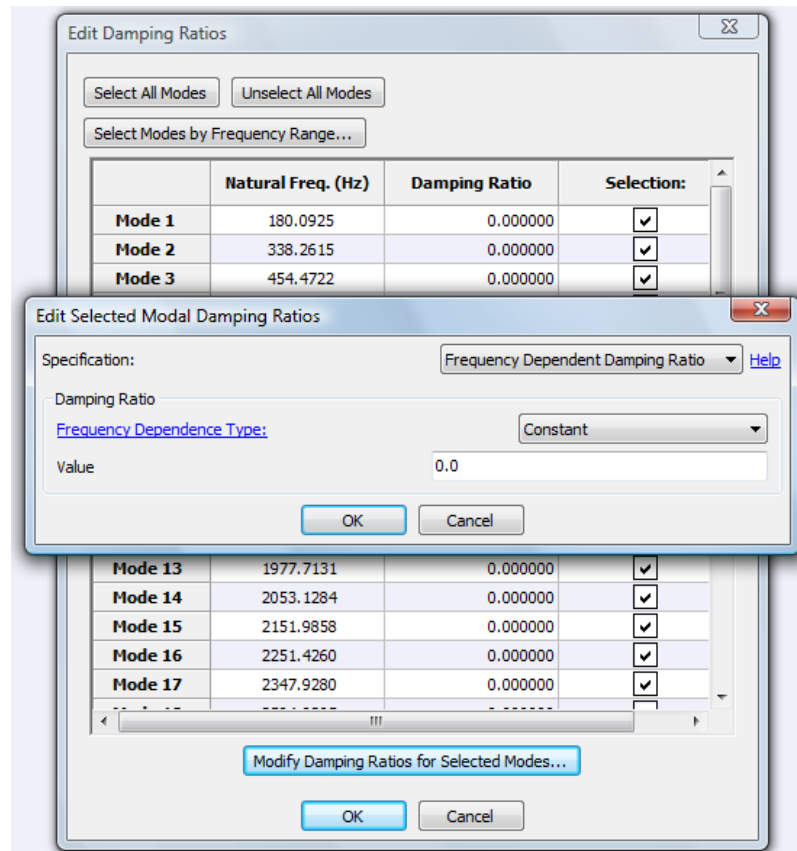 Edit Damping Ratios
Select All Modes Unselect All Modes
Select Modes by Frequency Range...
Natural Freq. (Hz) Damping Ratio Selection:
Mode 1 180.0925 0.000000
Mode 2 338.2615 0.000000
Mode 3 454.4722 0.000000
Edit Selected Modal Damping Ratios
Specification: Frequency Dependent Damping Ratio Help
Damping Ratio
Frequency Dependence Type: Constant
Value 0.0
OK Cancel
Mode 13 1977.7131 0.000000
Mode 14 2053.1284 0.000000
Mode 15 2151.9858 0.000000
Mode 16 2251.4260 0.000000
Mode 17 2347.9280 0.000000
Modify Damping Ratios for Selected Modes...
OK Cancel